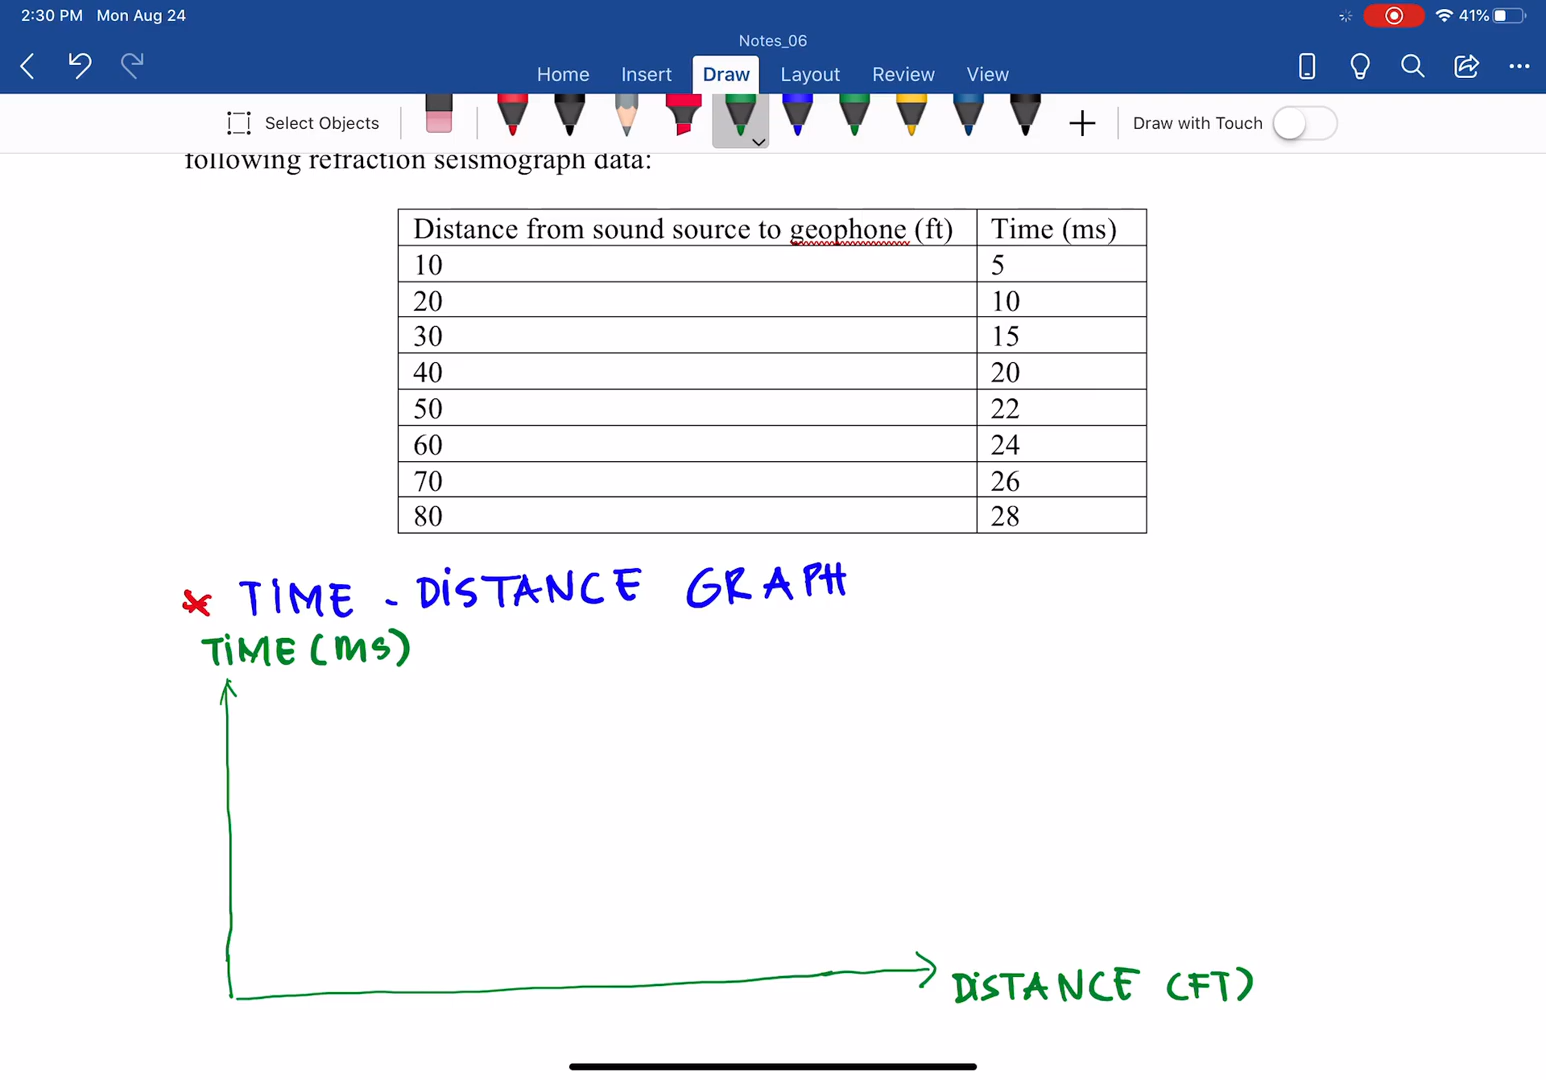 2:30 PM Mon Aug 24
41%
Notes_06
Home Insert Draw Layout Review View
Select Objects
Draw with Touch
following refraction seismograph data:
Distance from sound source to geophone (ft) Time (ms)
10 5
20 10
30 15
40 20
50 22
60 24
70 26
80 28
* TIME - DISTANCE GRAPH
TIME (ms)
DISTANCE (FT)